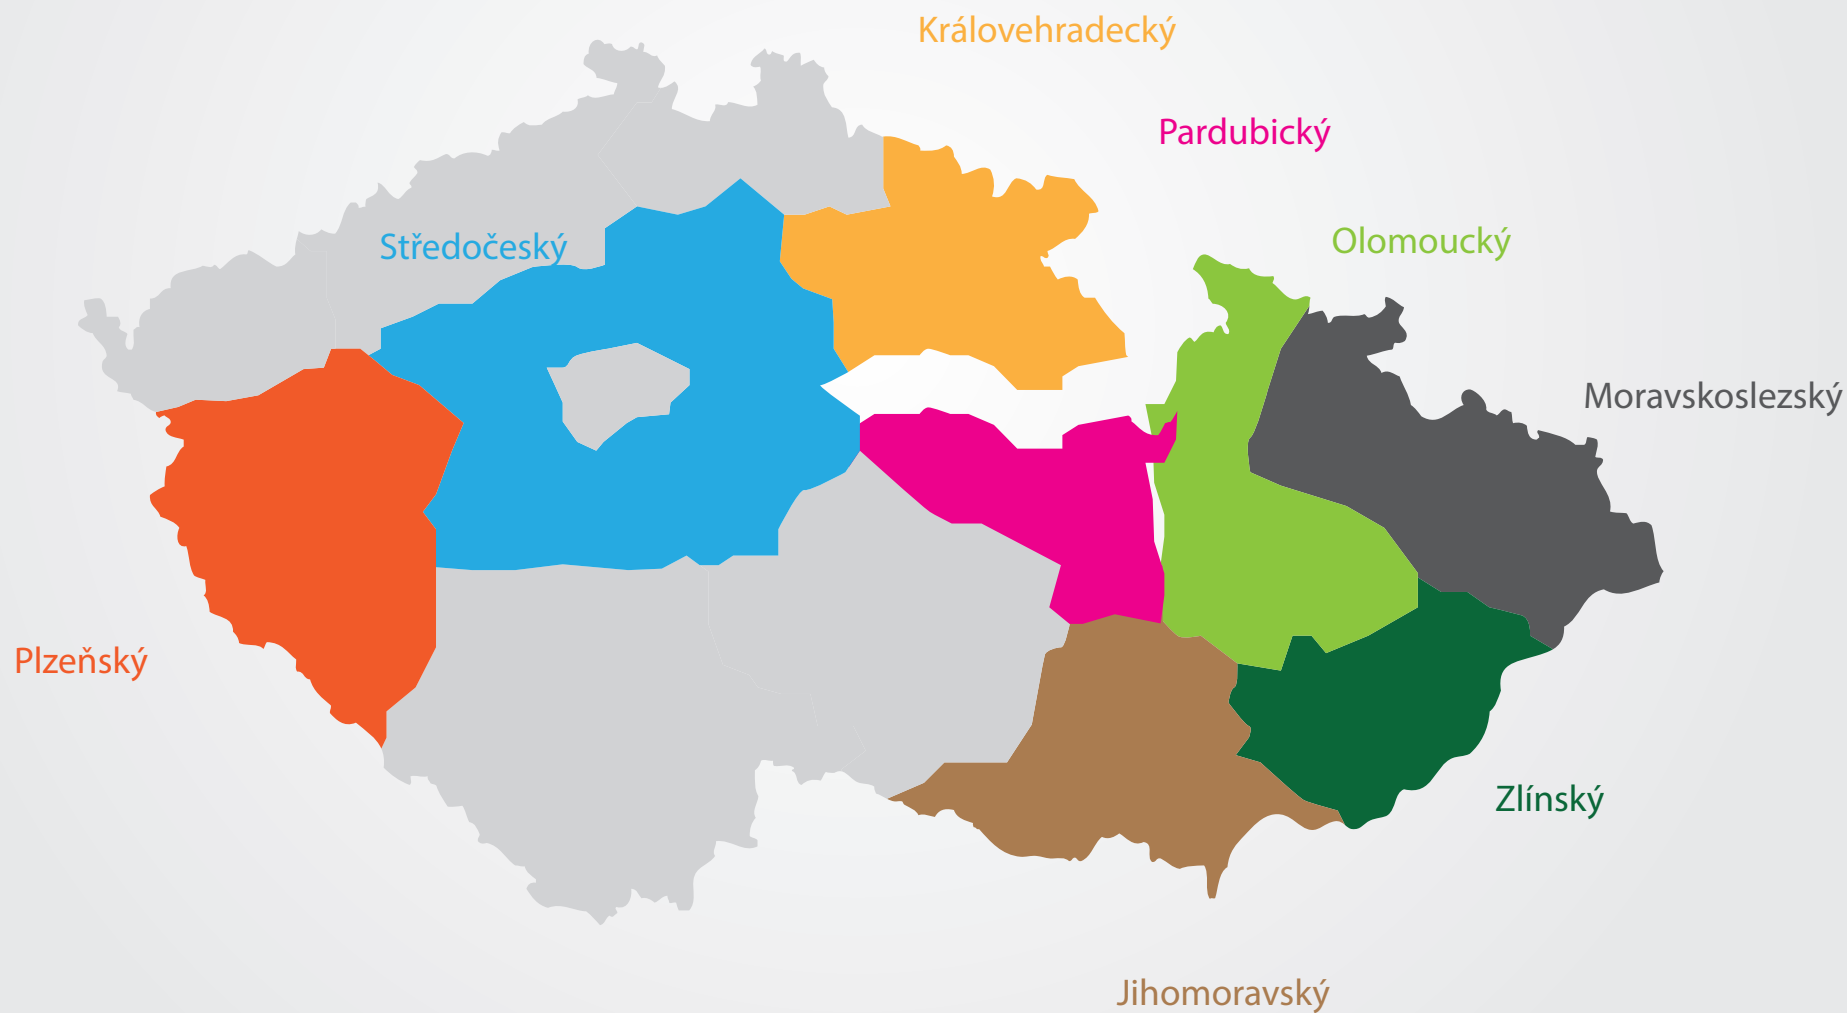 Královehradecký
Pardubický
Středočeský
Olomoucký
Moravskoslezský
Plzeňský
Zlínský
Jihomoravský